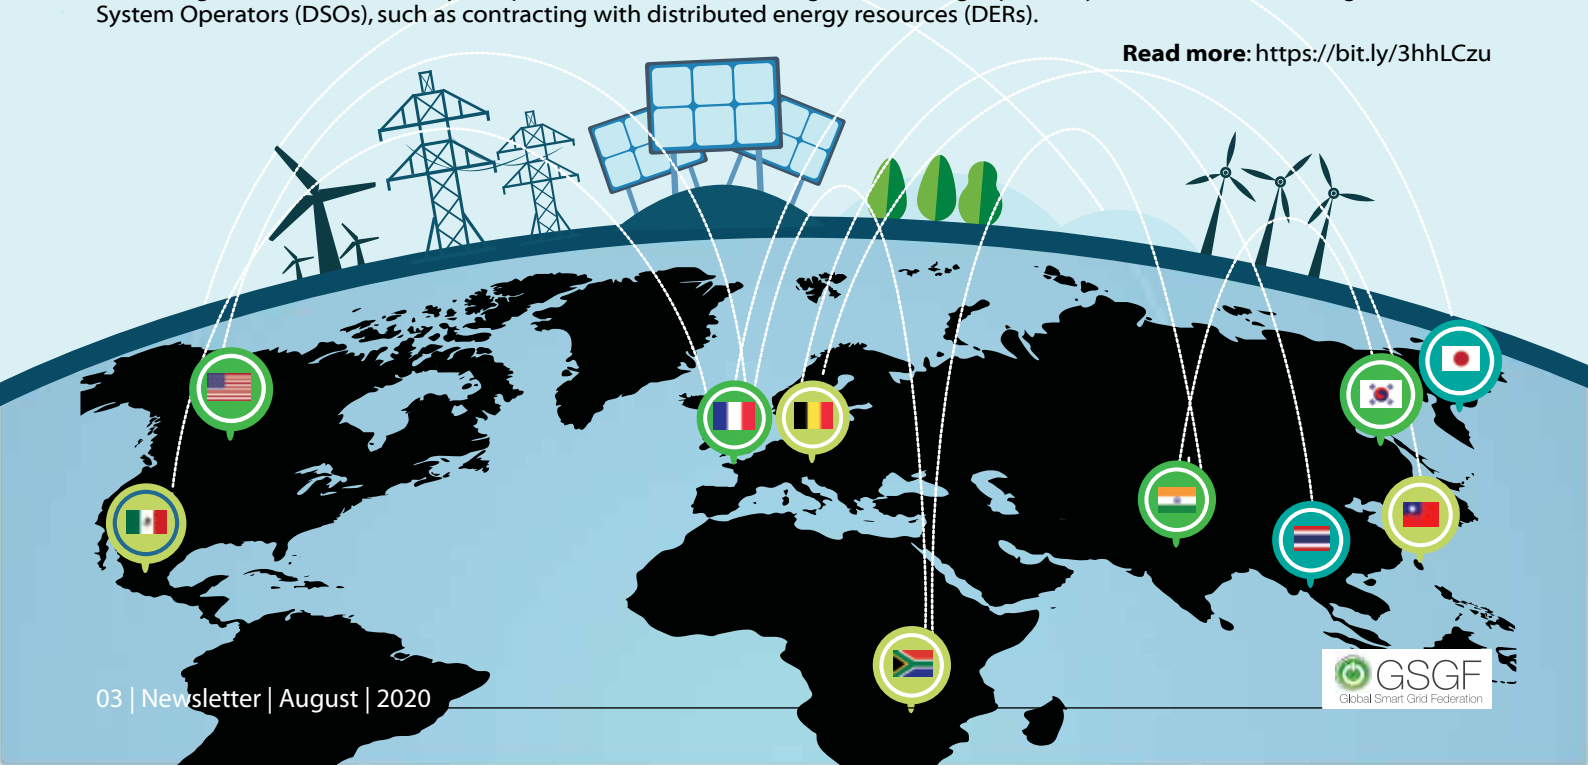 System Operators (DSOs), such as contracting with distributed energy resources (DERs).
Read more: https://bit.ly/3hhLCzu
03 | Newsletter | August | 2020
GSGF
Global Smart Grid Federation